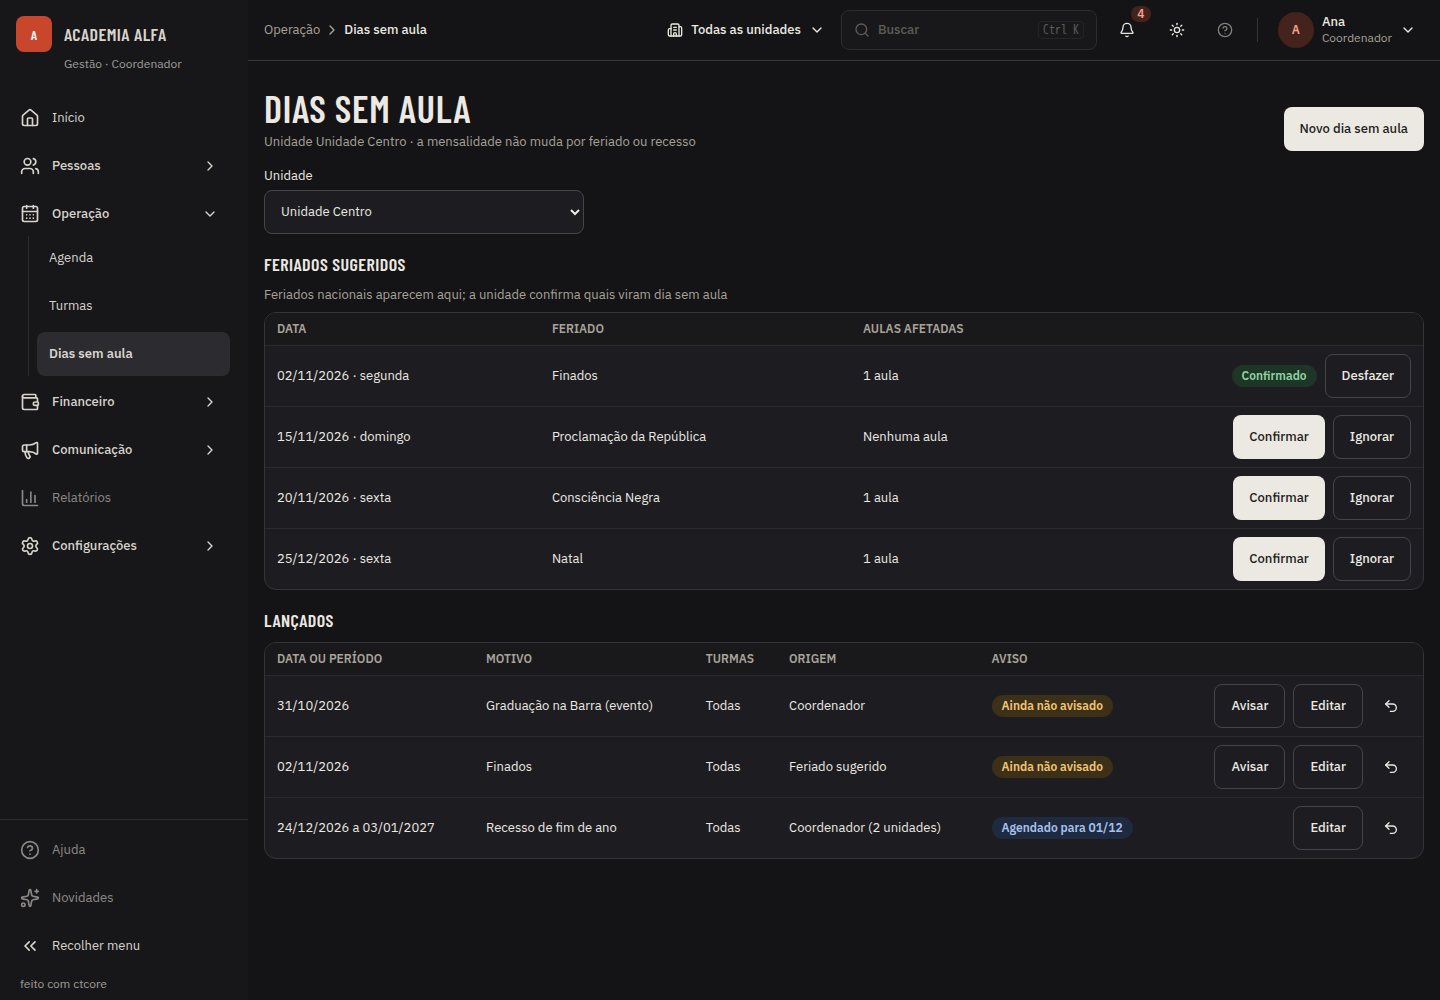 A
ACADEMIA ALFA
Gestão · Coordenador
Início
Pessoas
Operação
Agenda
Turmas
Dias sem aula
Financeiro
Comunicação
Relatórios
Configurações
Ajuda
Novidades
Recolher menu
feito com ctcore
Operação
Dias sem aula
Todas as unidades
Buscar
Ctrl K
4
A
Ana
Coordenador
DIAS SEM AULA
Unidade Unidade Centro · a mensalidade não muda por feriado ou recesso
Novo dia sem aula
Unidade
Unidade Centro
FERIADOS SUGERIDOS
Feriados nacionais aparecem aqui; a unidade confirma quais viram dia sem aula
DATA FERIADO AULAS AFETADAS
02/11/2026 · segunda Finados 1 aula Confirmado Desfazer
15/11/2026 · domingo Proclamação da República Nenhuma aula Confirmar Ignorar
20/11/2026 · sexta Consciência Negra 1 aula Confirmar Ignorar
25/12/2026 · sexta Natal 1 aula Confirmar Ignorar
LANÇADOS
DATA OU PERÍODO MOTIVO TURMAS ORIGEM AVISO
31/10/2026 Graduação na Barra (evento) Todas Coordenador Ainda não avisado Avisar Editar
02/11/2026 Finados Todas Feriado sugerido Ainda não avisado Avisar Editar
24/12/2026 a 03/01/2027 Recesso de fim de ano Todas Coordenador (2 unidades) Agendado para 01/12 Editar